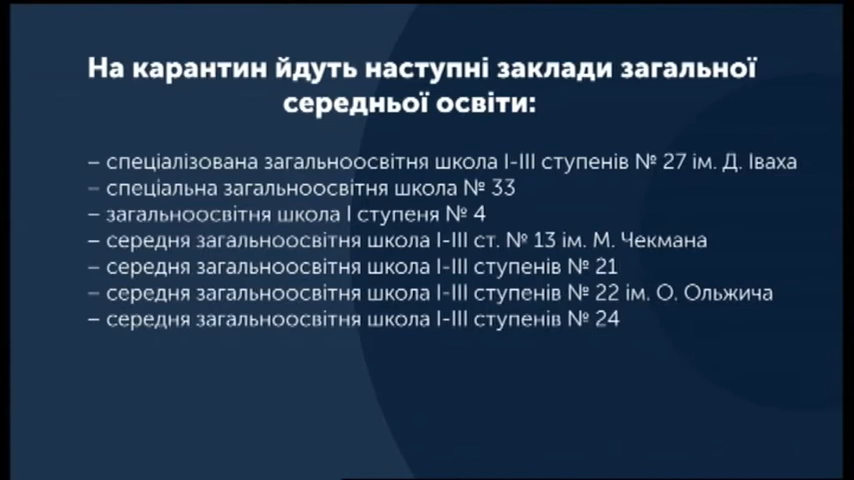 На карантин йдуть наступні заклади загальної
середньої освіти:
– спеціалізована загальноосвітня школа І-ІІІ ступенів № 27 ім. Д. Іваха
– спеціальна загальноосвітня школа № 33
– загальноосвітня школа І ступеня № 4
– середня загальноосвітня школа І-ІІІ ст. № 13 ім. М. Чекмана
– середня загальноосвітня школа І-ІІІ ступенів № 21
– середня загальноосвітня школа І-ІІІ ступенів № 22 ім. О. Ольжича
– середня загальноосвітня школа І-ІІІ ступенів № 24